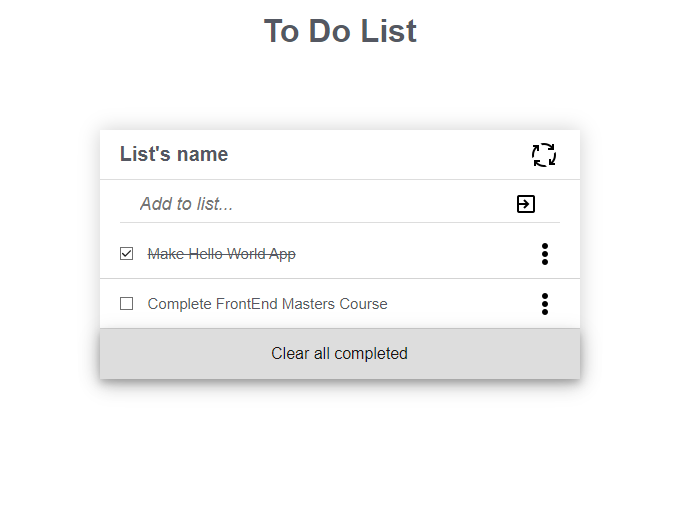 To Do List
List's name
Add to list...
Make Hello World App
Complete FrontEnd Masters Course
Clear all completed